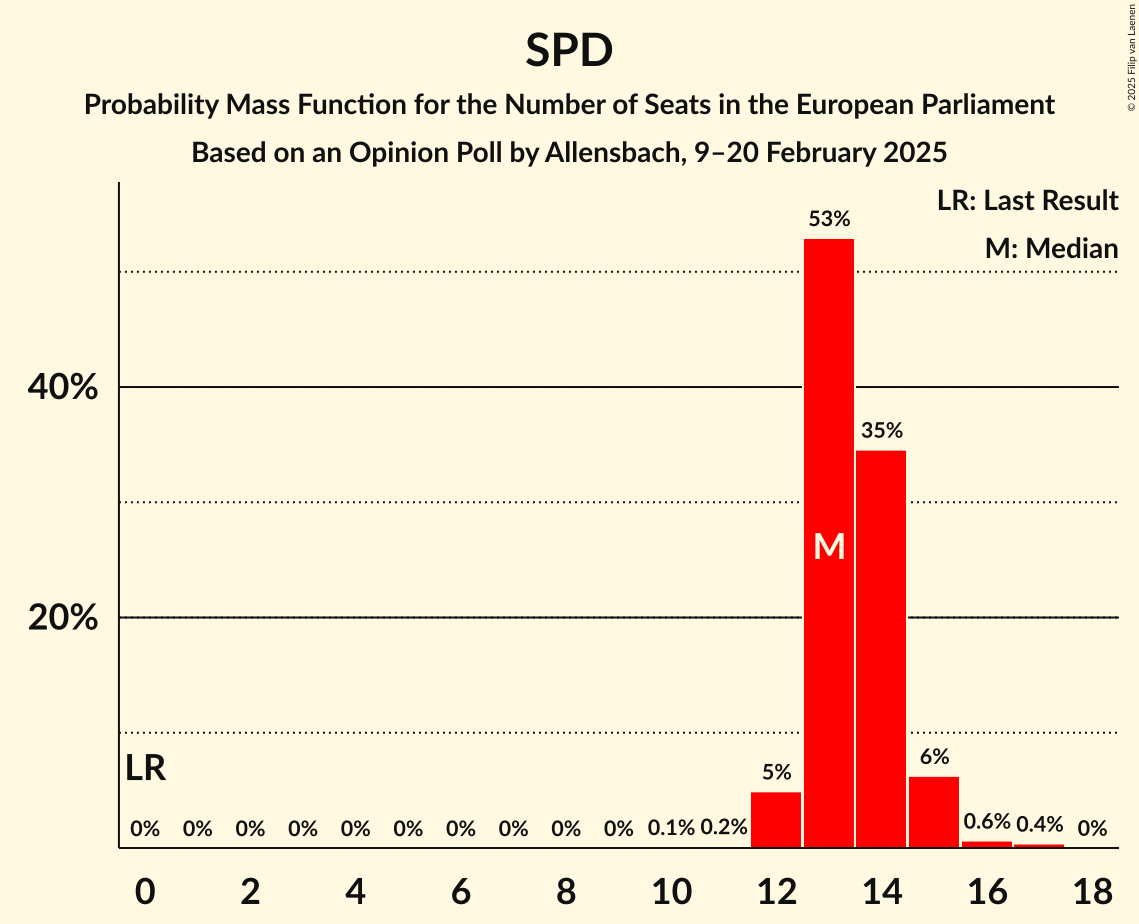 SPD
Probability Mass Function for the Number of Seats in the European Parliament
Based on an Opinion Poll by Allensbach, 9–20 February 2025
© 2025 Filip van Laenen
LR: Last Result
M: Median
53%
40%
35%
M
20%
LR
5%
6%
0% 0% 0% 0% 0% 0% 0% 0% 0% 0% 0.1% 0.2% 0.6% 0.4% 0%
0 2 4 6 8 10 12 14 16 18